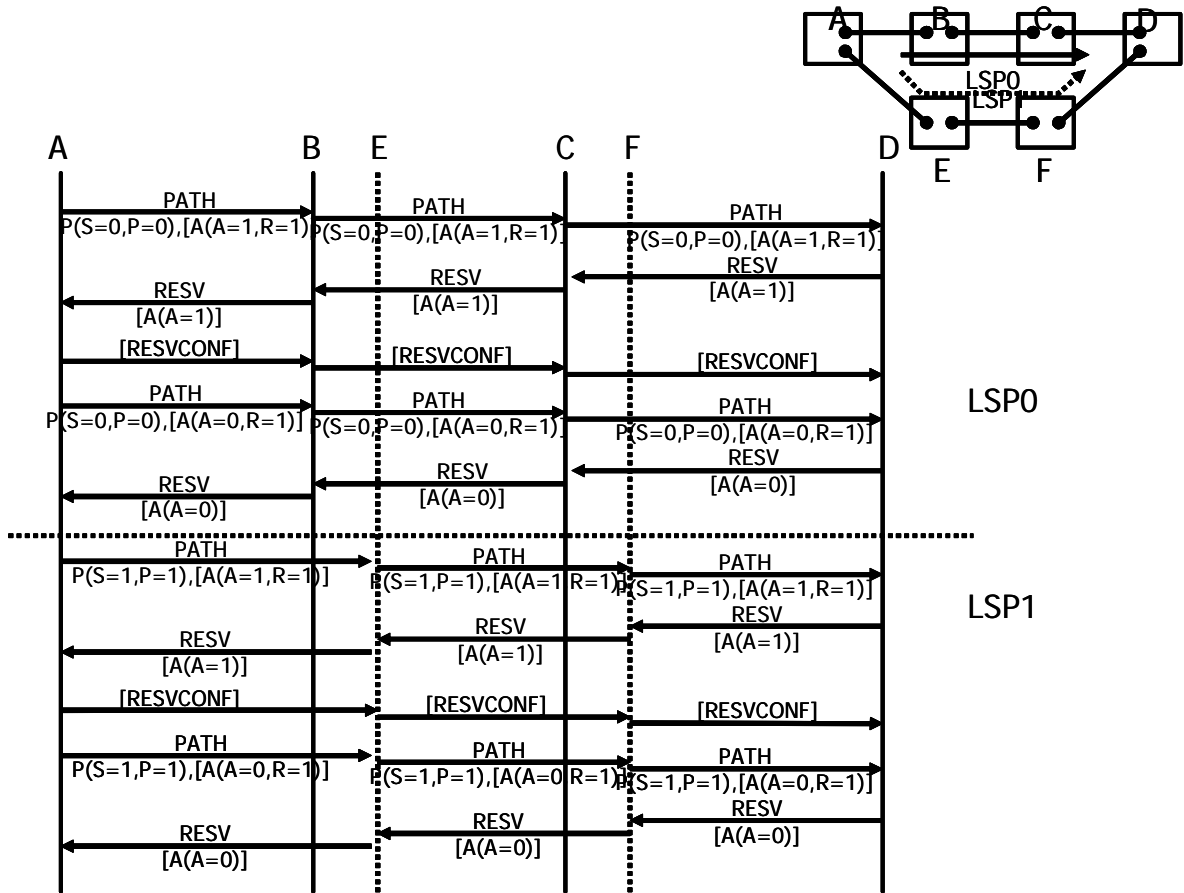 A B C D
LSP0
LSP1
E F
A B E C F D
PATH PATH PATH
P(S=0,P=0),[A(A=1,R=1)] P(S=0,P=0),[A(A=1,R=1)] P(S=0,P=0),[A(A=1,R=1)]
RESV RESV RESV
[A(A=1)] [A(A=1)] [A(A=1)]
[RESVCONF] [RESVCONF] [RESVCONF]
PATH PATH PATH
P(S=0,P=0),[A(A=0,R=1)] P(S=0,P=0),[A(A=0,R=1)] P(S=0,P=0),[A(A=0,R=1)]
LSP0
RESV RESV RESV
[A(A=0)] [A(A=0)] [A(A=0)]
PATH PATH PATH
P(S=1,P=1),[A(A=1,R=1)] P(S=1,P=1),[A(A=1,R=1)] P(S=1,P=1),[A(A=1,R=1)]
LSP1
RESV RESV RESV
[A(A=1)] [A(A=1)] [A(A=1)]
[RESVCONF] [RESVCONF] [RESVCONF]
PATH PATH PATH
P(S=1,P=1),[A(A=0,R=1)] P(S=1,P=1),[A(A=0,R=1)] P(S=1,P=1),[A(A=0,R=1)]
RESV RESV RESV
[A(A=0)] [A(A=0)] [A(A=0)]